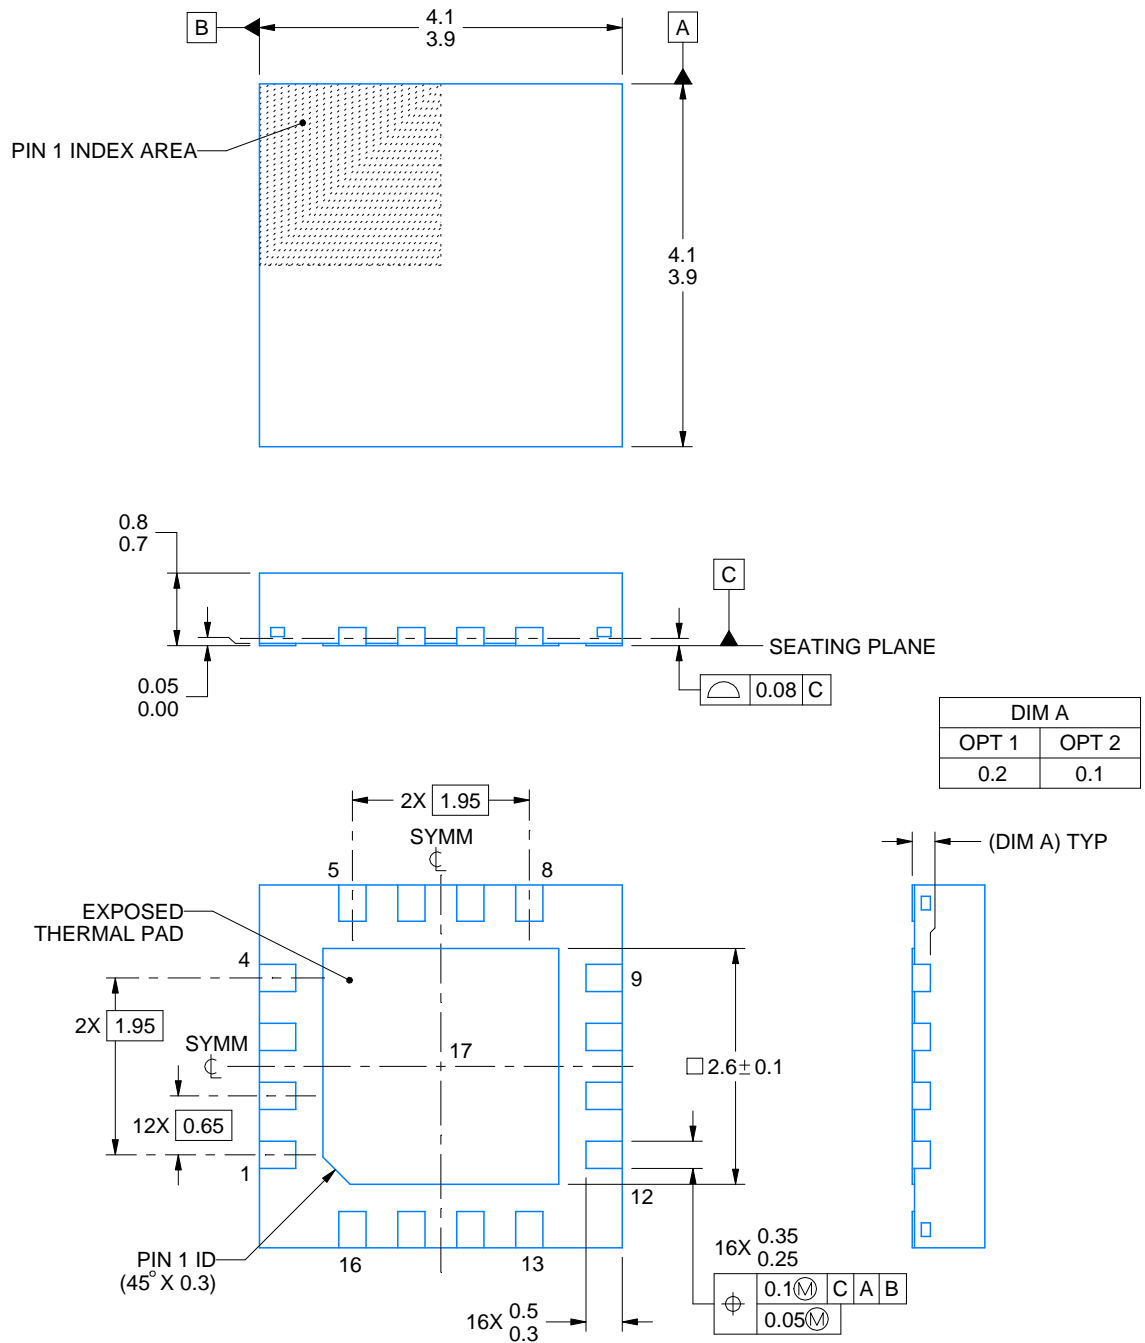 B
4.1
3.9
A
PIN 1 INDEX AREA
4.1
3.9
0.8
0.7
C
SEATING PLANE
0.05
0.00
0.08 C
DIM A
OPT 1 OPT 2
0.2 0.1
2X 1.95
SYMM
(DIM A) TYP
5
8
EXPOSED
THERMAL PAD
4
9
2X 1.95
SYMM
17
2.6± 0.1
12X 0.65
1
12
PIN 1 ID
(45° X 0.3)
16
13
16X 0.35
0.25
0.1Ⓜ C A B
0.05Ⓜ
16X 0.5
0.3